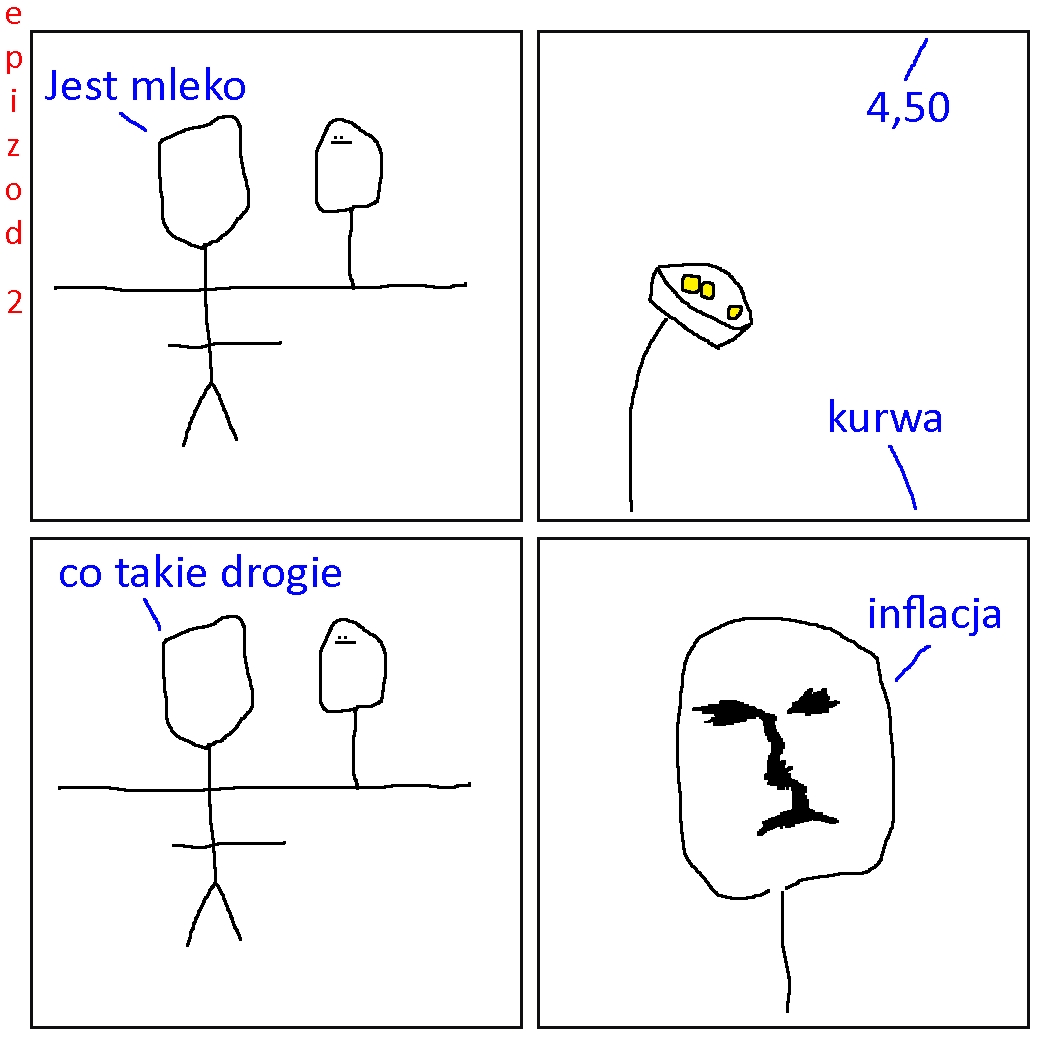 epizod 2
Jest mleko
4,50
kurwa
co takie drogie
inflacja